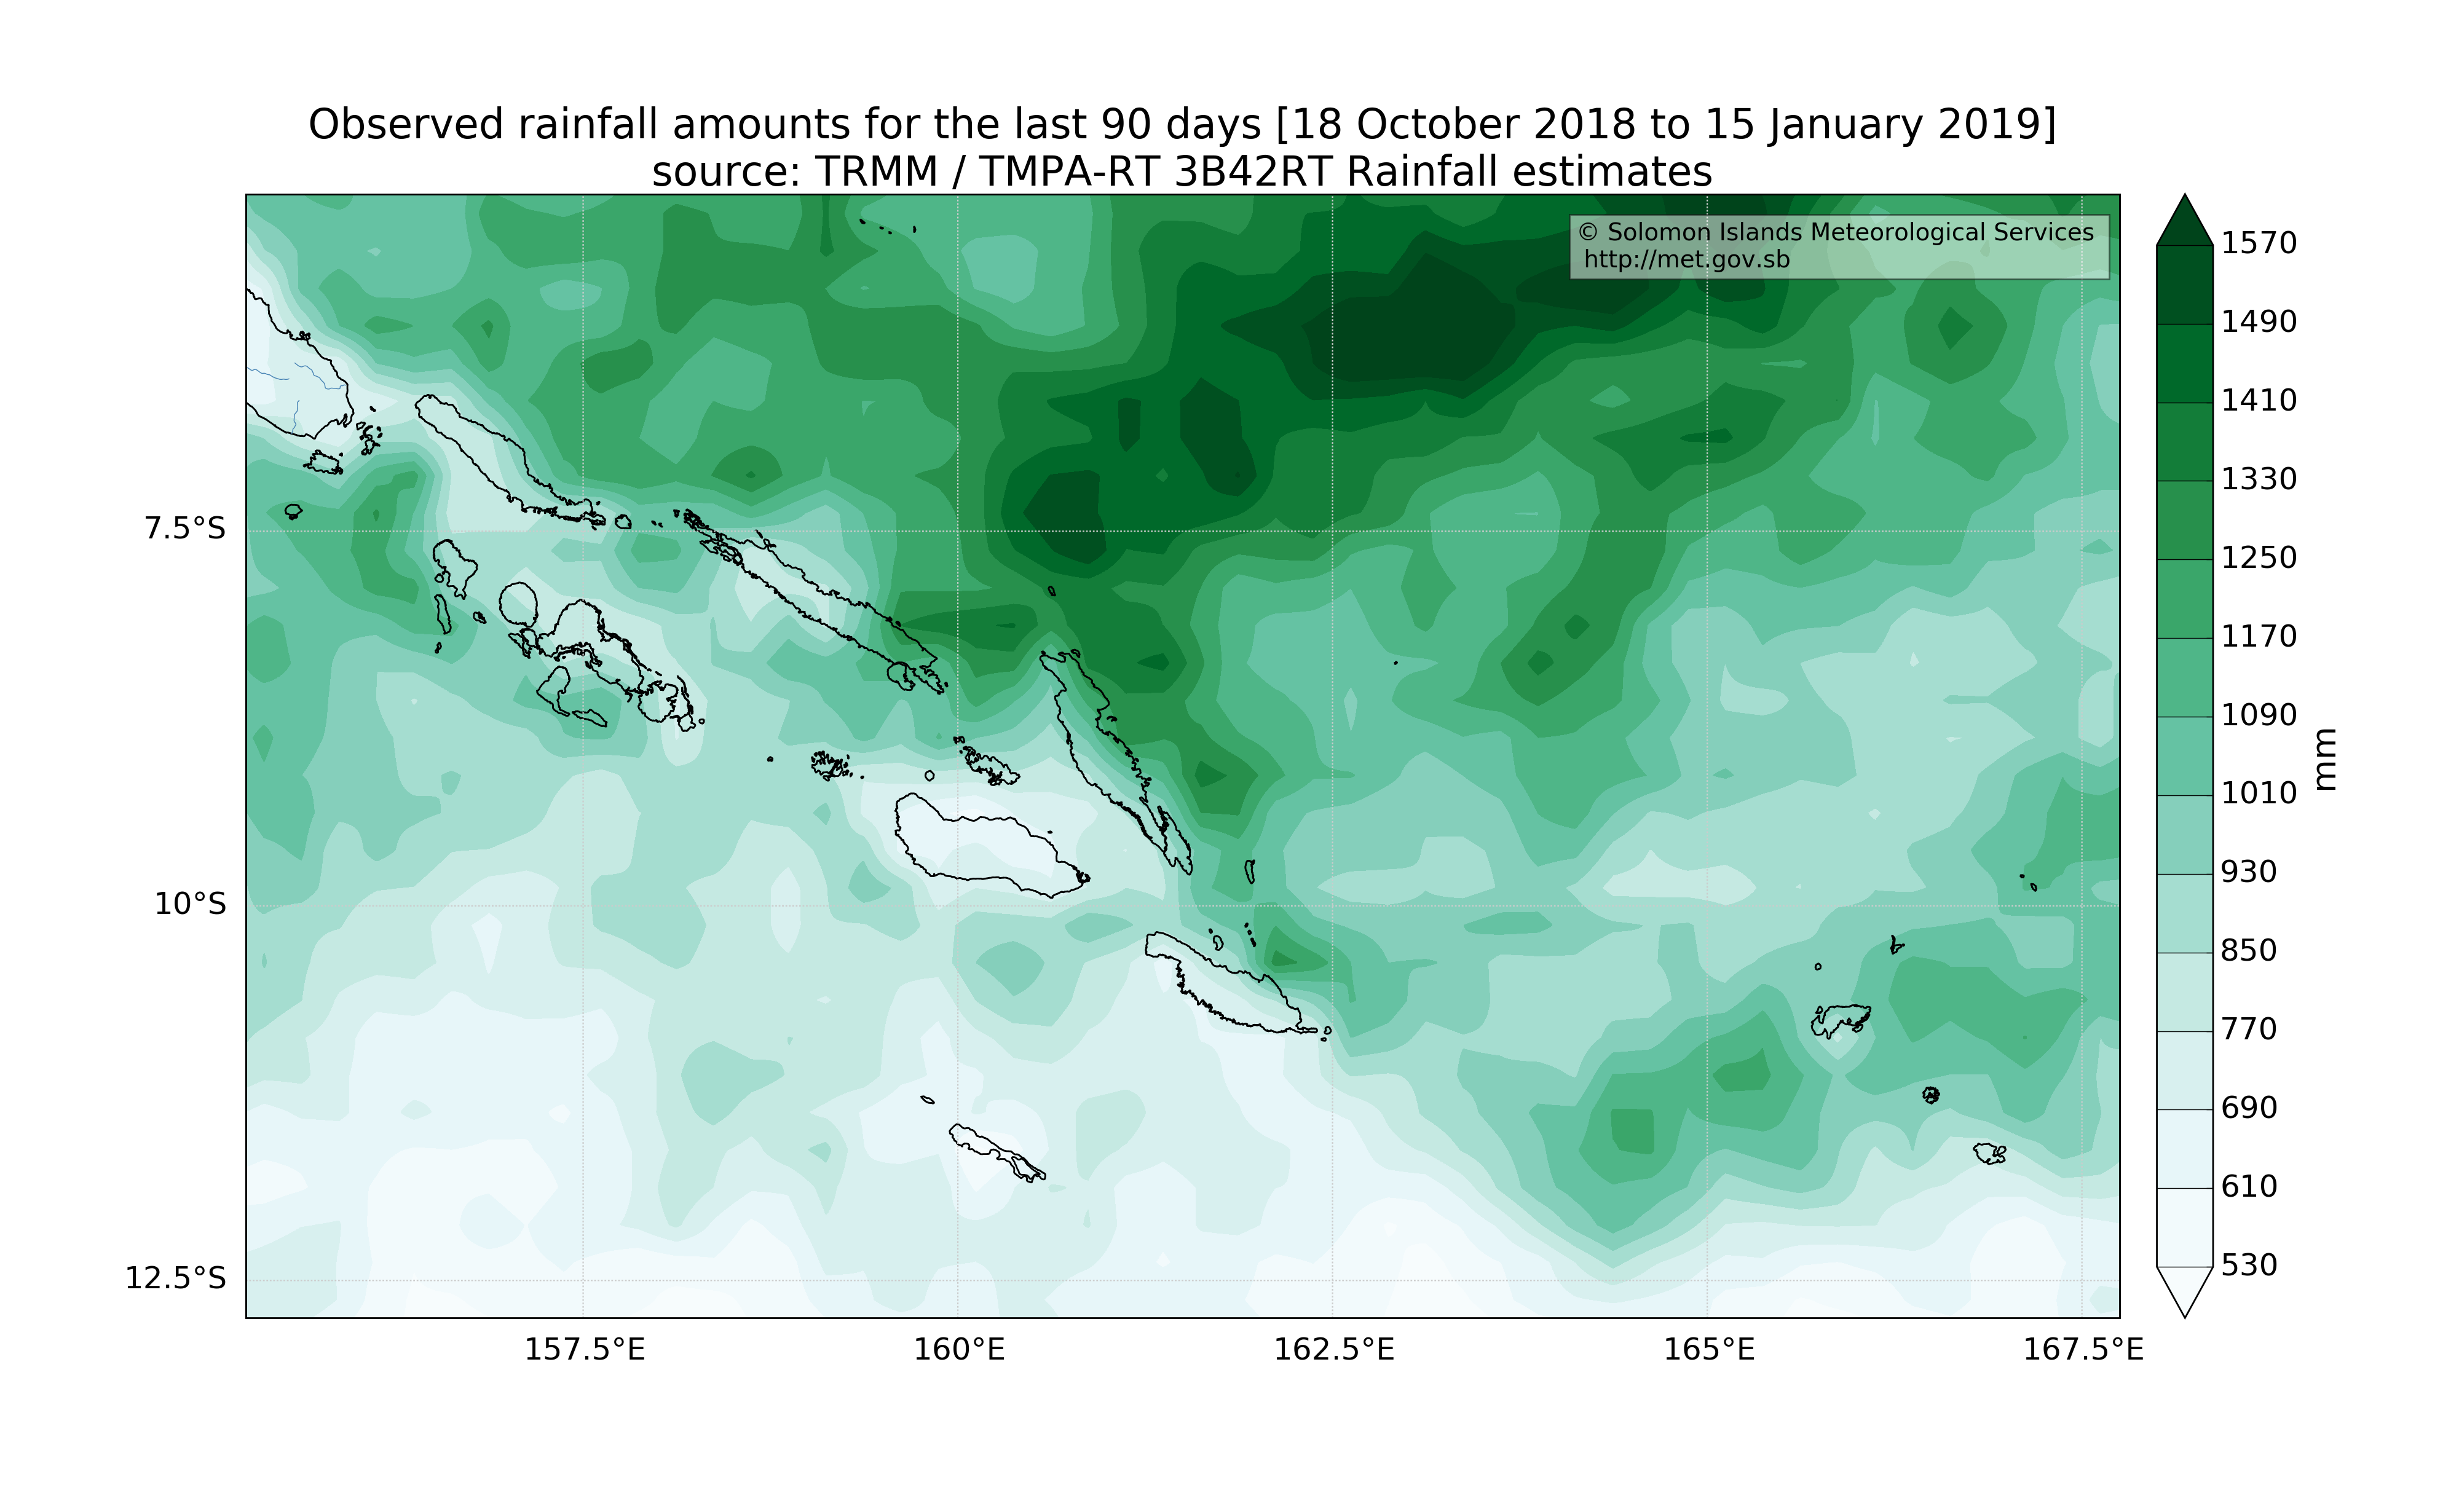 Observed rainfall amounts for the last 90 days [18 October 2018 to 15 January 2019]
source: TRMM / TMPA-RT 3B42RT Rainfall estimates
© Solomon Islands Meteorological Services
http://met.gov.sb
7.5°S
10°S
12.5°S
157.5°E
160°E
162.5°E
165°E
167.5°E
1570
1490
1410
1330
1250
1170
1090
1010
930
850
770
690
610
530
mm